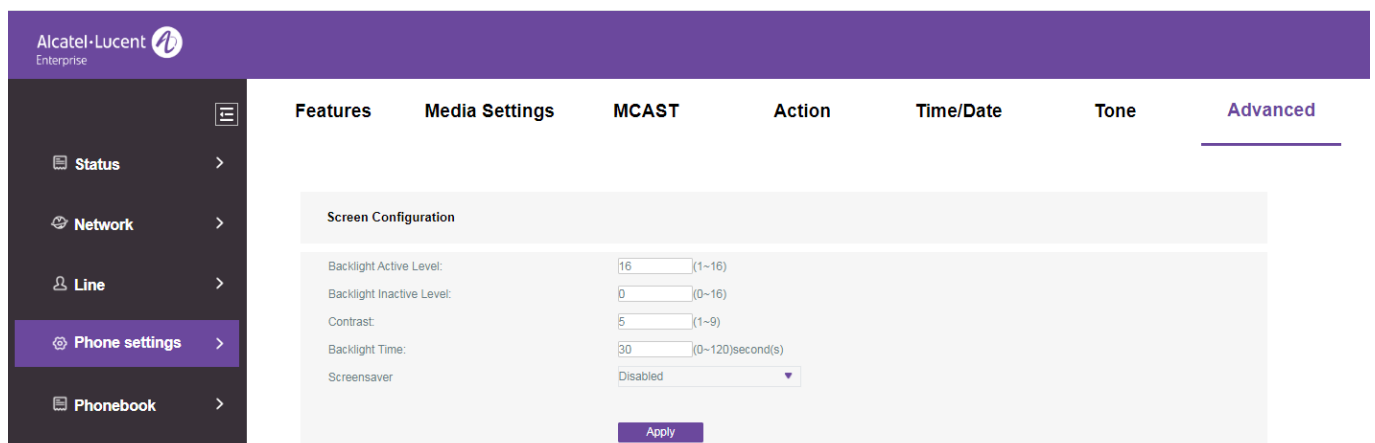 Alcatel·Lucent
Enterprise
Features Media Settings MCAST Action Time/Date Tone Advanced
Status
Network
Line
Phone settings
Phonebook
Screen Configuration
Backlight Active Level: 16 (1~16)
Backlight Inactive Level: 0 (0~16)
Contrast: 5 (1~9)
Backlight Time: 30 (0~120)second(s)
Screensaver Disabled
Apply